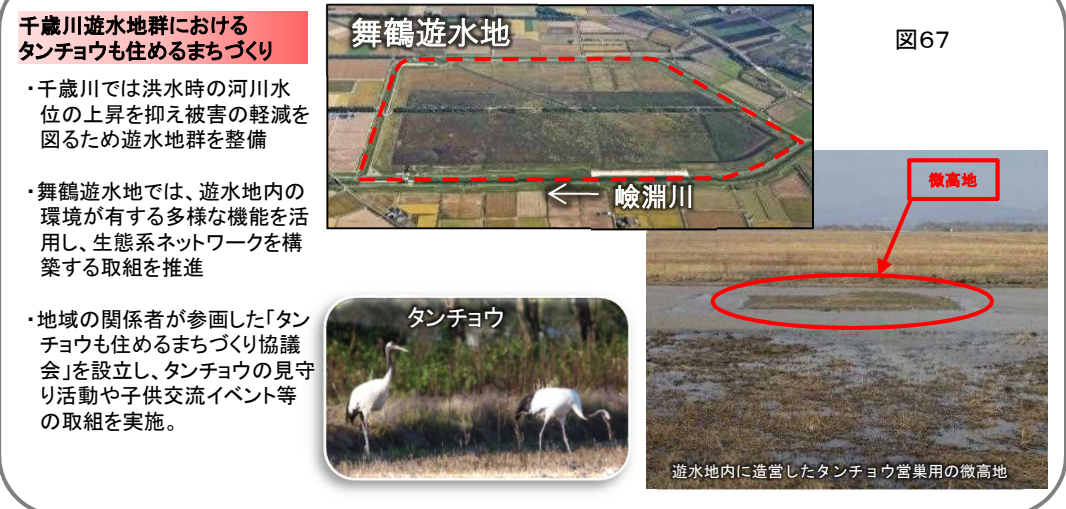 千歳川遊水地群における
タンチョウも住めるまちづくり
・千歳川では洪水時の河川水
位の上昇を抑え被害の軽減を
図るため遊水地群を整備
・舞鶴遊水地では、遊水地内の
環境が有する多様な機能を活
用し、生態系ネットワークを構
築する取組を推進
・地域の関係者が参画した「タン
チョウも住めるまちづくり協議
会」を設立し、タンチョウの見守
り活動や子供交流イベント等
の取組を実施。
舞鶴遊水地
嶮淵川
図67
微高地
タンチョウ
遊水地内に造営したタンチョウ営巣用の微高地